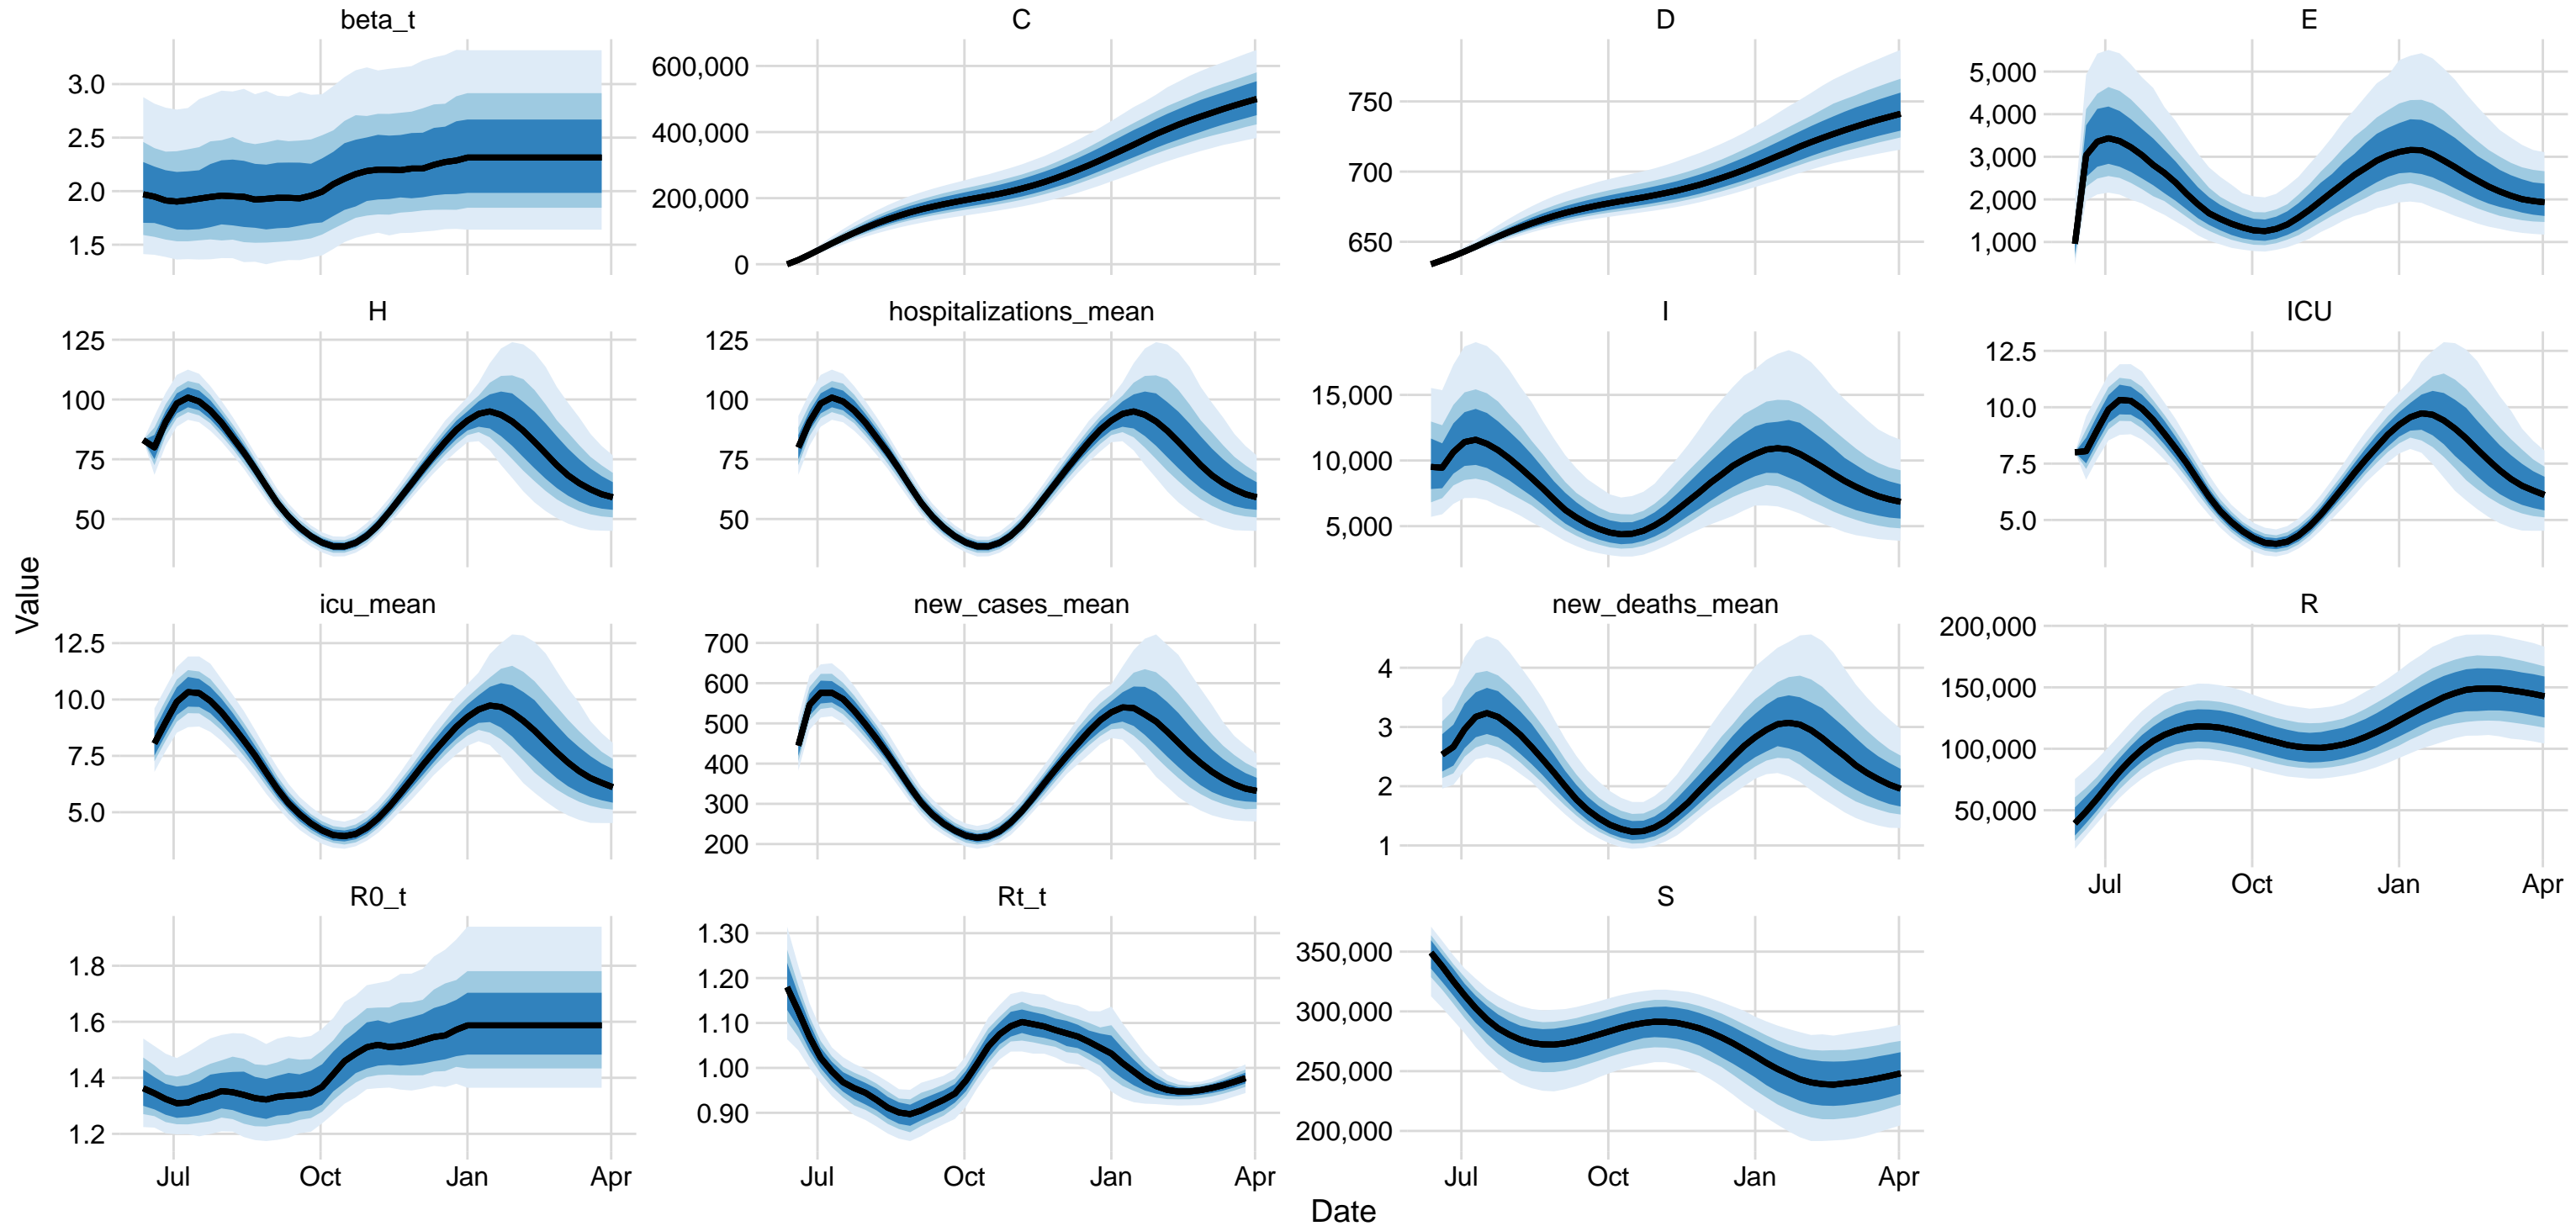 beta_t
C
D
E
3.0
2.5
2.0
1.5
600,000
400,000
200,000
0
750
700
650
5,000
4,000
3,000
2,000
1,000
H
hospitalizations_mean
I
ICU
125
100
75
50
125
100
75
50
15,000
10,000
5,000
12.5
10.0
7.5
5.0
Value
icu_mean
new_cases_mean
new_deaths_mean
R
12.5
10.0
7.5
5.0
700
600
500
400
300
200
4
3
2
1
200,000
150,000
100,000
50,000
Jul Oct Jan Apr
R0_t
Rt_t
S
1.8
1.6
1.4
1.2
1.30
1.20
1.10
1.00
0.90
350,000
300,000
250,000
200,000
Jul Oct Jan Apr
Jul Oct Jan Apr
Jul Oct Jan Apr
Date